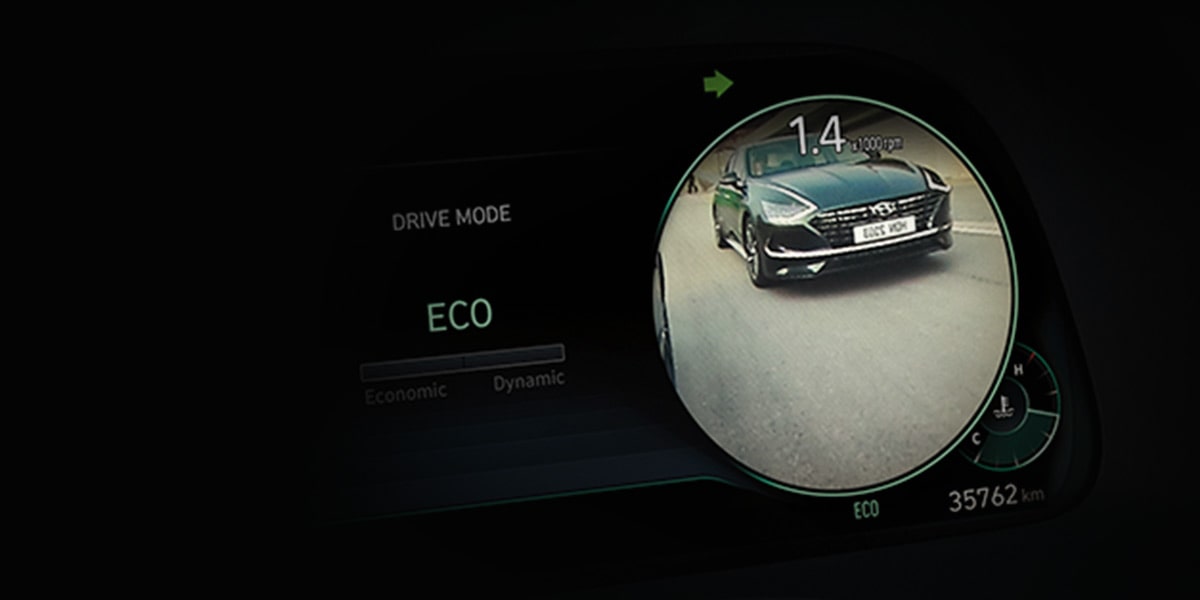 1.4 x1000rpm
DRIVE MODE
ECO
Economic Dynamic
H
C
ECO
35762 km